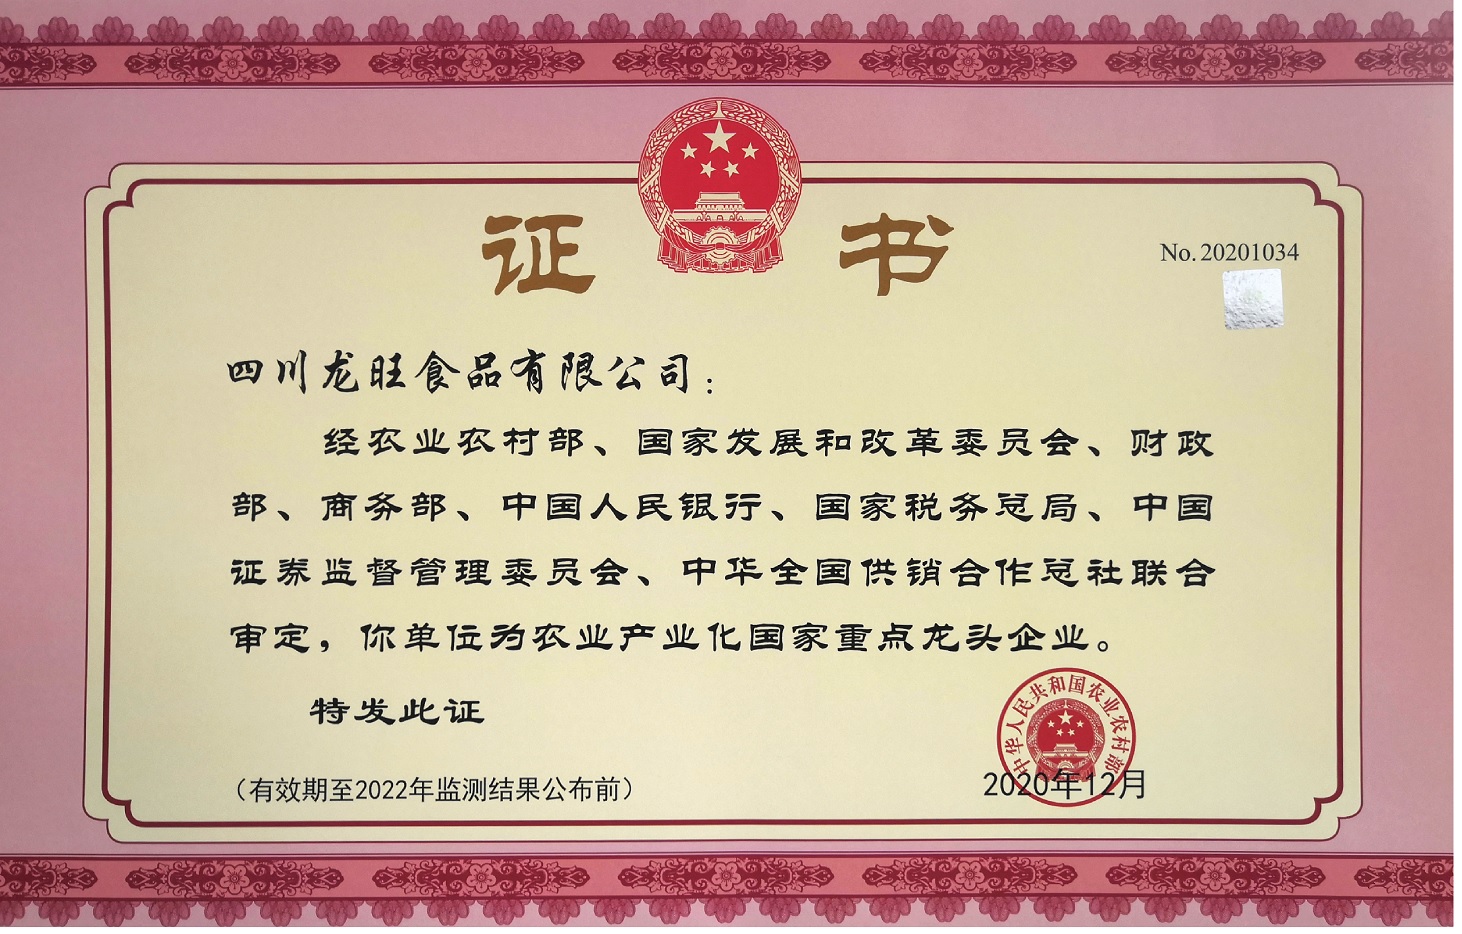 证书
No. 20201034
四川龙旺食品有限公司：
经农业农村部、国家发展和改革委员会、财政
部、商务部、中国人民银行、国家税务总局、中国
证券监督管理委员会、中华全国供销合作总社联合
审定，你单位为农业产业化国家重点龙头企业。
特发此证
中华人民共和国农业农村部
（有效期至2022年监测结果公布前）
2020年12月